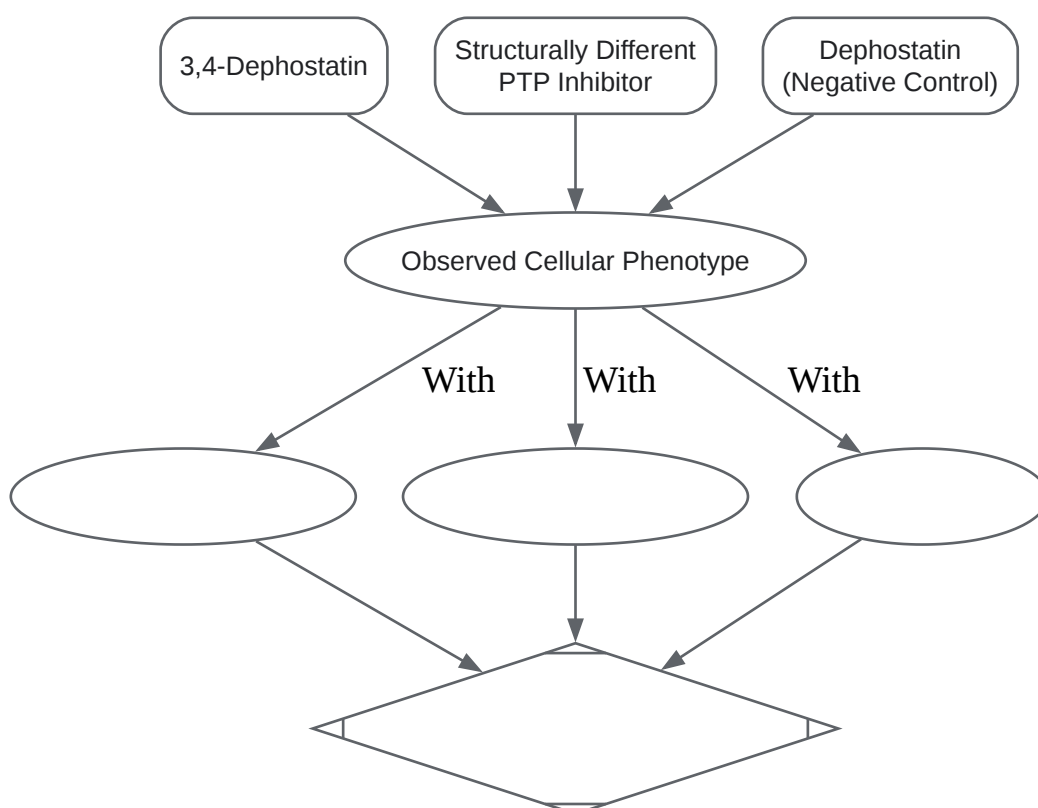 3,4-Dephostatin
Structurally Different
PTP Inhibitor
Dephostatin
(Negative Control)
Observed Cellular Phenotype
With
With
With